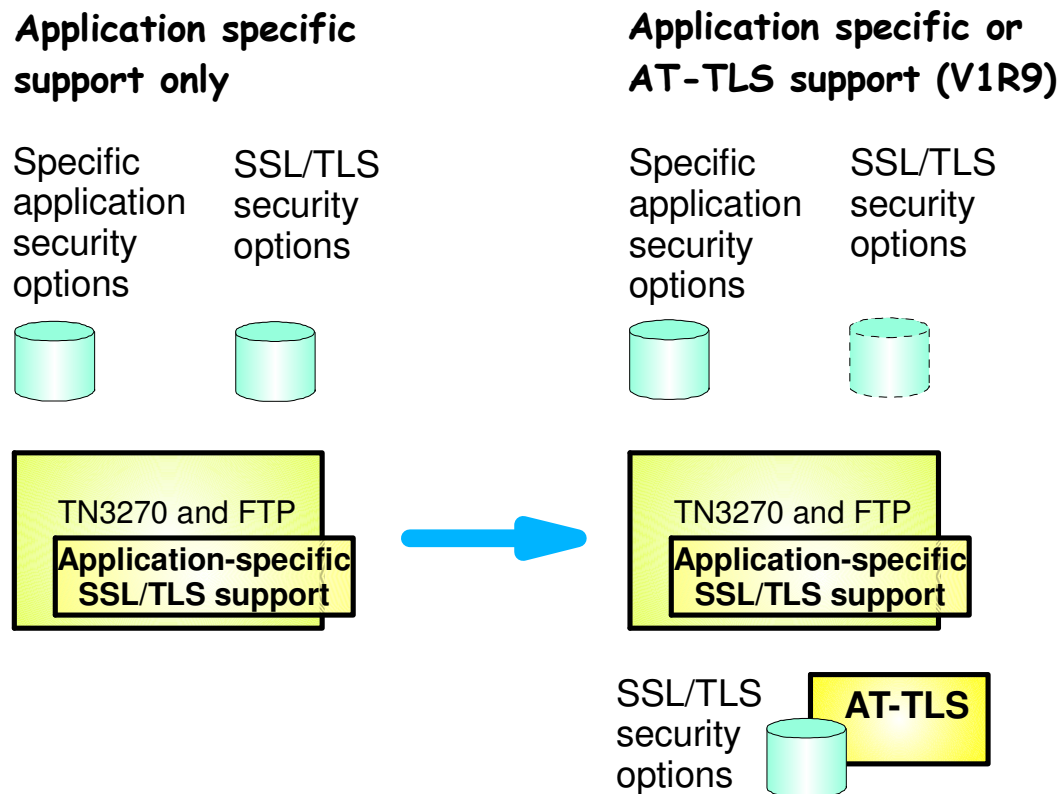 Application specific
support only
Specific
application
security
options
SSL/TLS
security
options
TN3270 and FTP
Application-specific
SSL/TLS support
Application specific or
AT-TLS support (V1R9)
Specific
application
security
options
SSL/TLS
security
options
TN3270 and FTP
Application-specific
SSL/TLS support
SSL/TLS
security
options
AT-TLS